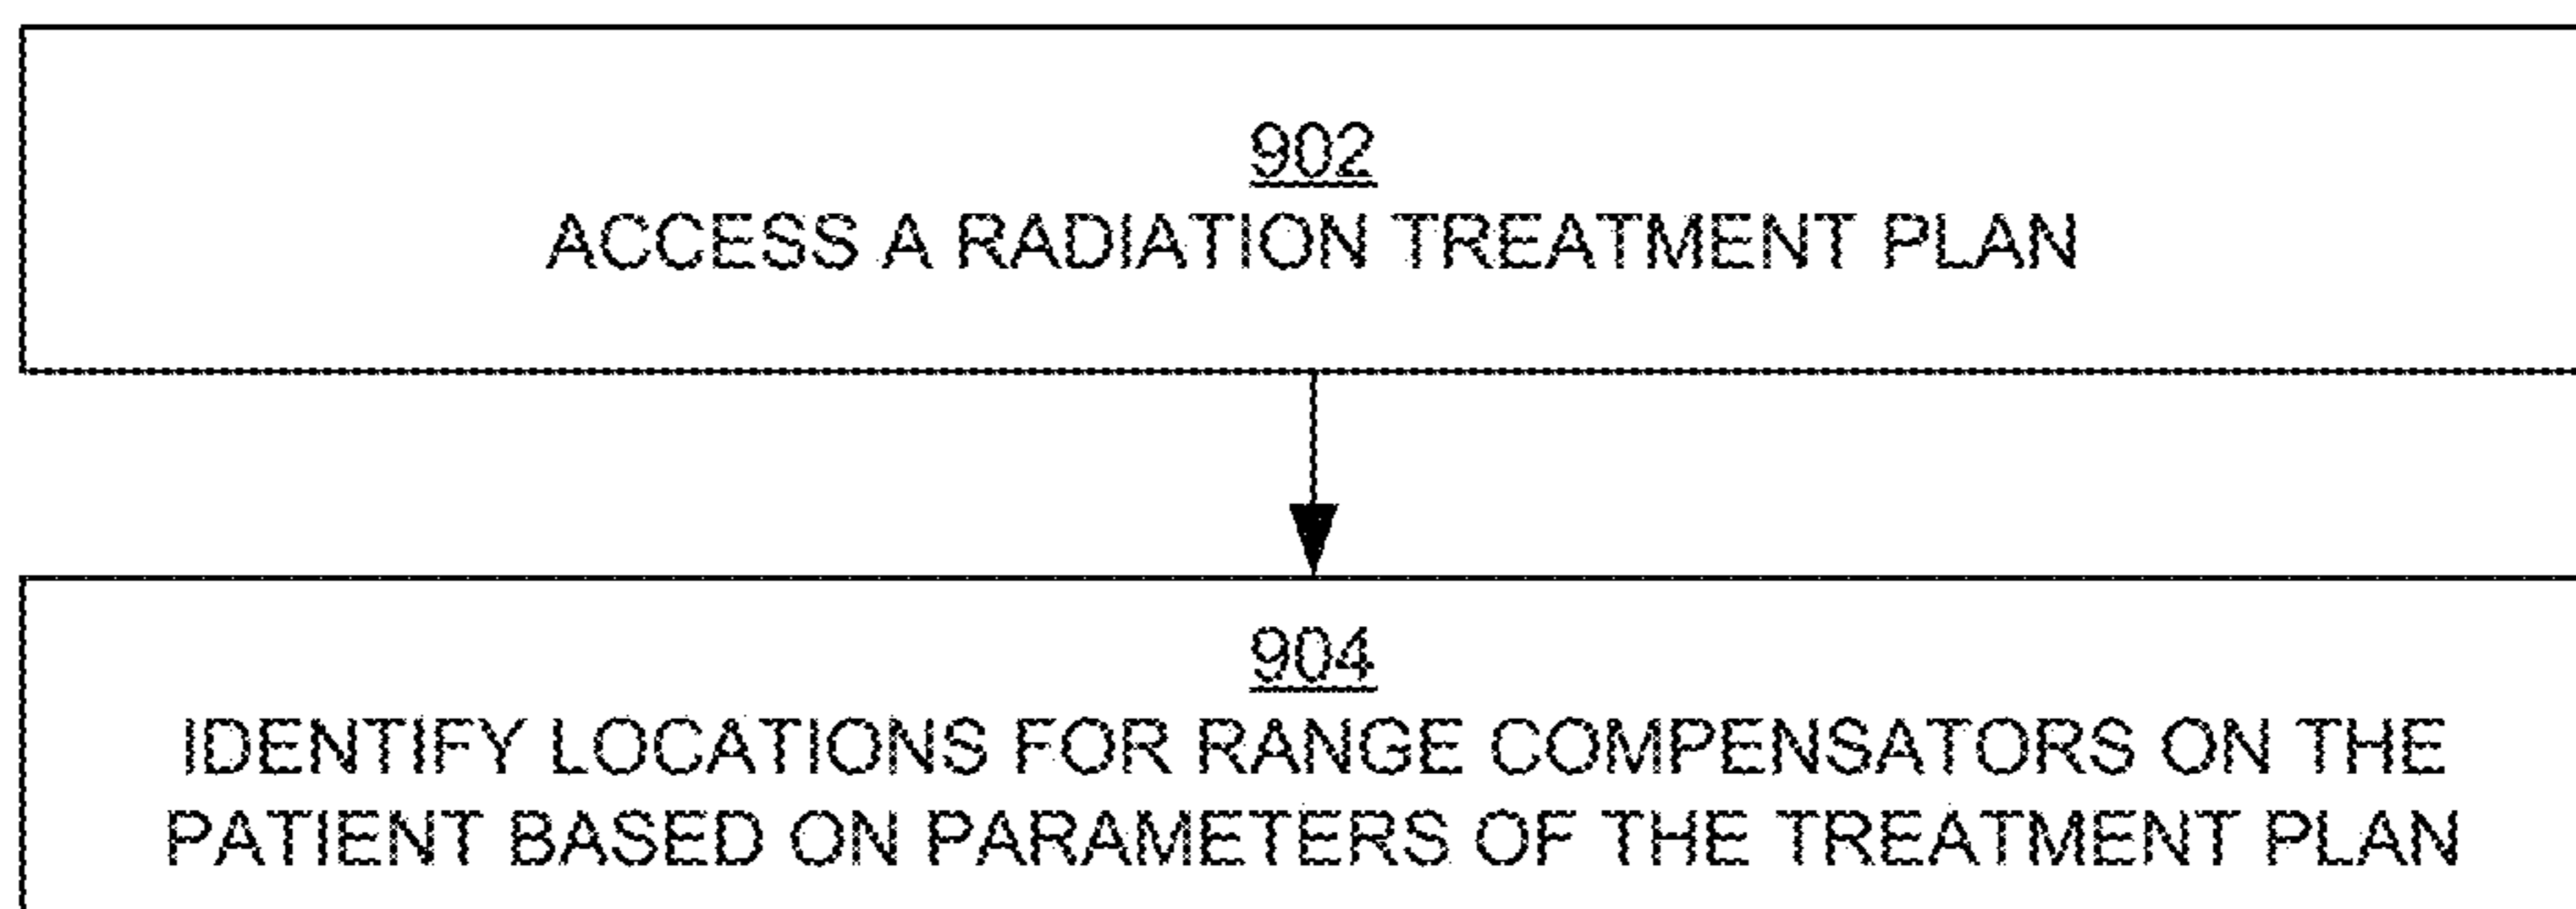 902
ACCESS A RADIATION TREATMENT PLAN
904
IDENTIFY LOCATIONS FOR RANGE COMPENSATORS ON THE
PATIENT BASED ON PARAMETERS OF THE TREATMENT PLAN